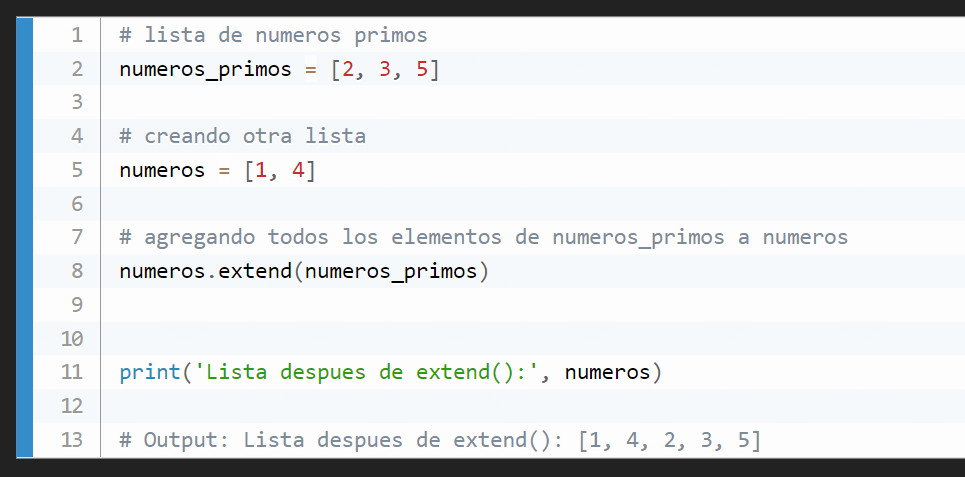 1 # lista de numeros primos
2 numeros_primos = [2, 3, 5]
3
4 # creando otra lista
5 numeros = [1, 4]
6
7 # agregando todos los elementos de numeros_primos a numeros
8 numeros.extend(numeros_primos)
9
10
11 print('Lista despues de extend():', numeros)
12
13 # Output: Lista despues de extend(): [1, 4, 2, 3, 5]